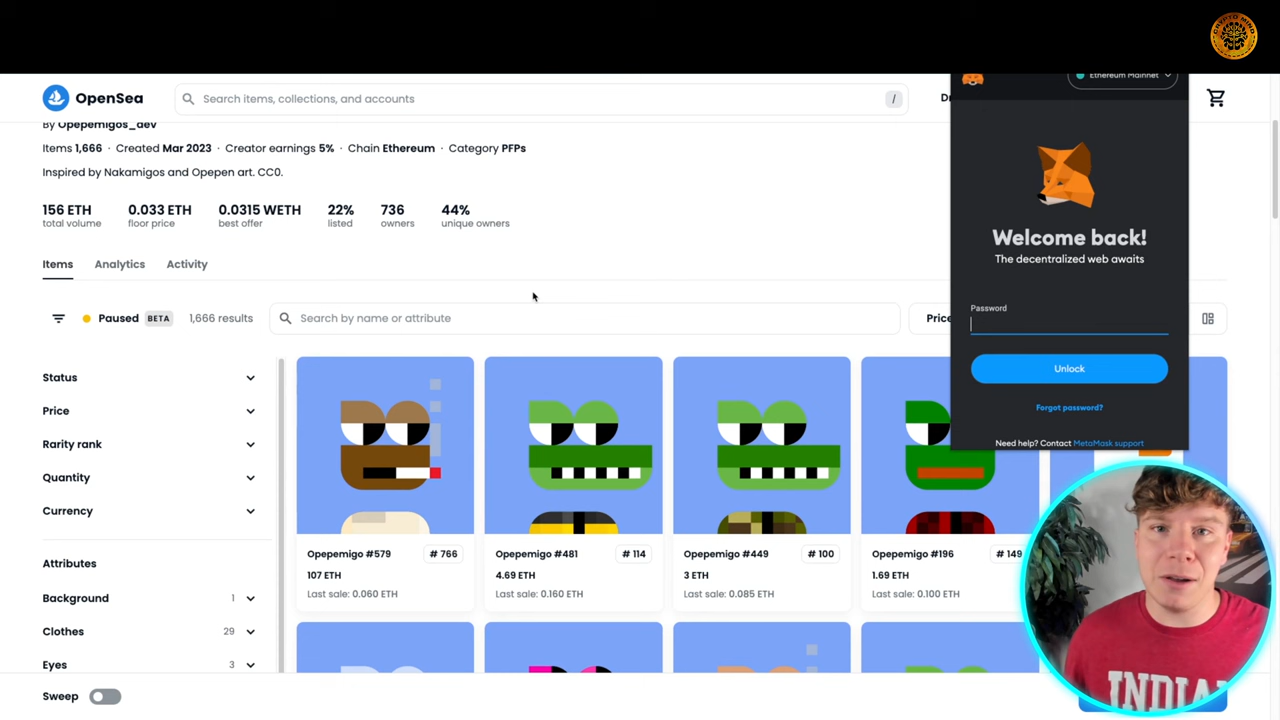 CRYPTO MIND
OpenSea
Search items, collections, and accounts
/
Ethereum Mainnet
By Opepemigos_dev
Items 1,666 · Created Mar 2023 · Creator earnings 5% · Chain Ethereum · Category PFPs
Inspired by Nakamigos and Opepen art. CC0.
156 ETH 0.033 ETH 0.0315 WETH 22% 736 44%
total volume floor price best offer listed owners unique owners
Items Analytics Activity
Welcome back!
The decentralized web awaits
Password
Unlock
Forgot password?
Need help? Contact MetaMask support
Paused BETA 1,666 results
Search by name or attribute
Price
Status
Price
Rarity rank
Quantity
Currency
Attributes
Background 1
Clothes 29
Eyes 3
Opepemigo #579 # 766
107 ETH
Last sale: 0.060 ETH
Opepemigo #481 # 114
4.69 ETH
Last sale: 0.160 ETH
Opepemigo #449 # 100
3 ETH
Last sale: 0.085 ETH
Opepemigo #196 # 149
1.69 ETH
Last sale: 0.100 ETH
Sweep
INDIA